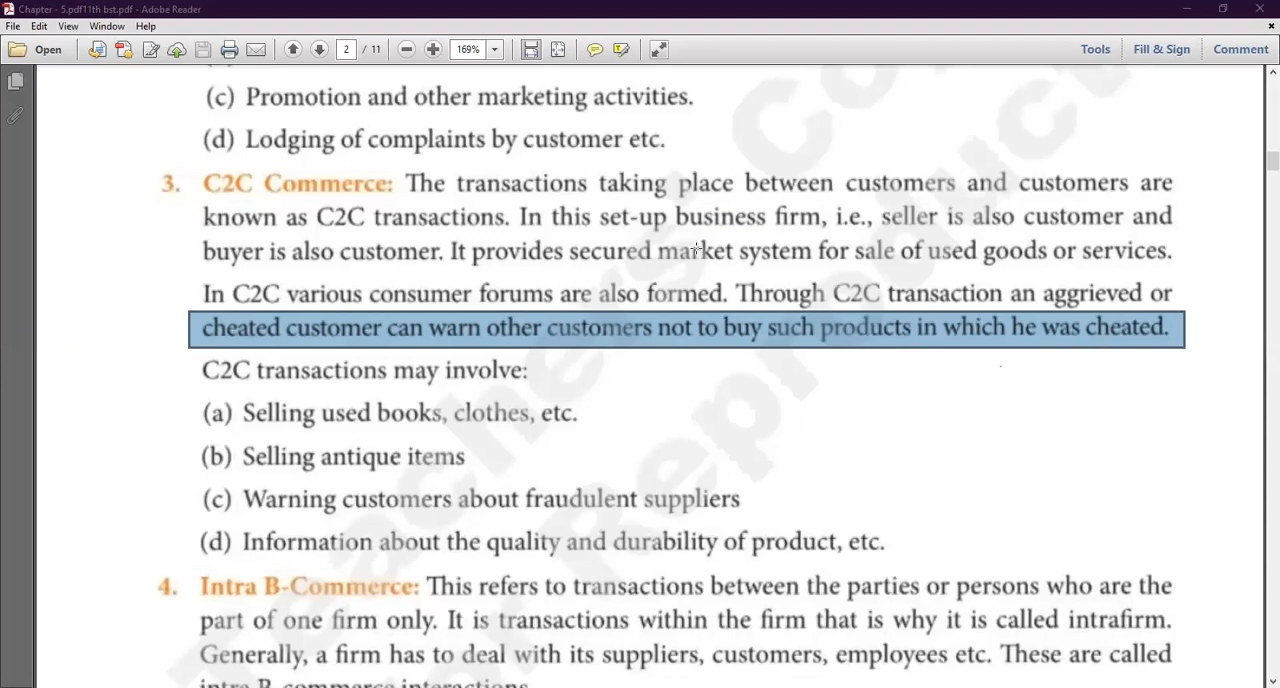 Chapter - 5.pdf11th bst.pdf - Adobe Reader
File Edit View Window Help
Open 2 / 11 169% Tools Fill & Sign Comment
(c) Promotion and other marketing activities.
(d) Lodging of complaints by customer etc.
3. C2C Commerce: The transactions taking place between customers and customers are
known as C2C transactions. In this set-up business firm, i.e., seller is also customer and
buyer is also customer. It provides secured market system for sale of used goods or services.
In C2C various consumer forums are also formed. Through C2C transaction an aggrieved or
cheated customer can warn other customers not to buy such products in which he was cheated.
C2C transactions may involve:
(a) Selling used books, clothes, etc.
(b) Selling antique items
(c) Warning customers about fraudulent suppliers
(d) Information about the quality and durability of product, etc.
4. Intra B-Commerce: This refers to transactions between the parties or persons who are the
part of one firm only. It is transactions within the firm that is why it is called intrafirm.
Generally, a firm has to deal with its suppliers, customers, employees etc. These are called
intra B-commerce interactions